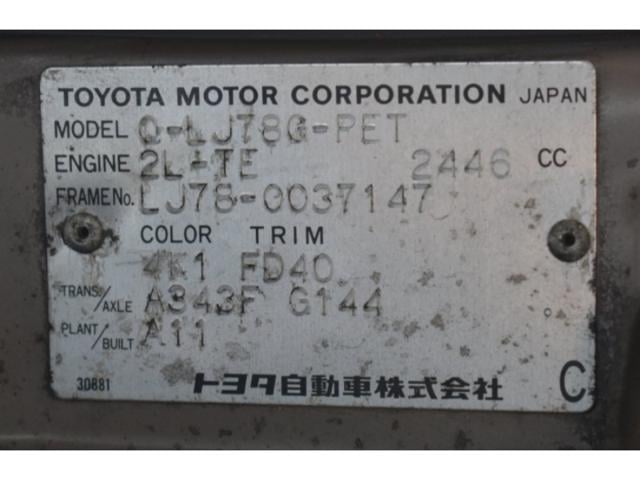 TOYOTA MOTOR CORPORATION JAPAN
MODEL Q-LJ78G-PET
ENGINE 2L-TE 2446 CC
FRAME No. LJ78-0037147
COLOR TRIM
4K1 FD40
TRANS/AXLE A343F G144
PLANT/BUILT A11
30881 トヨタ自動車株式会社 C